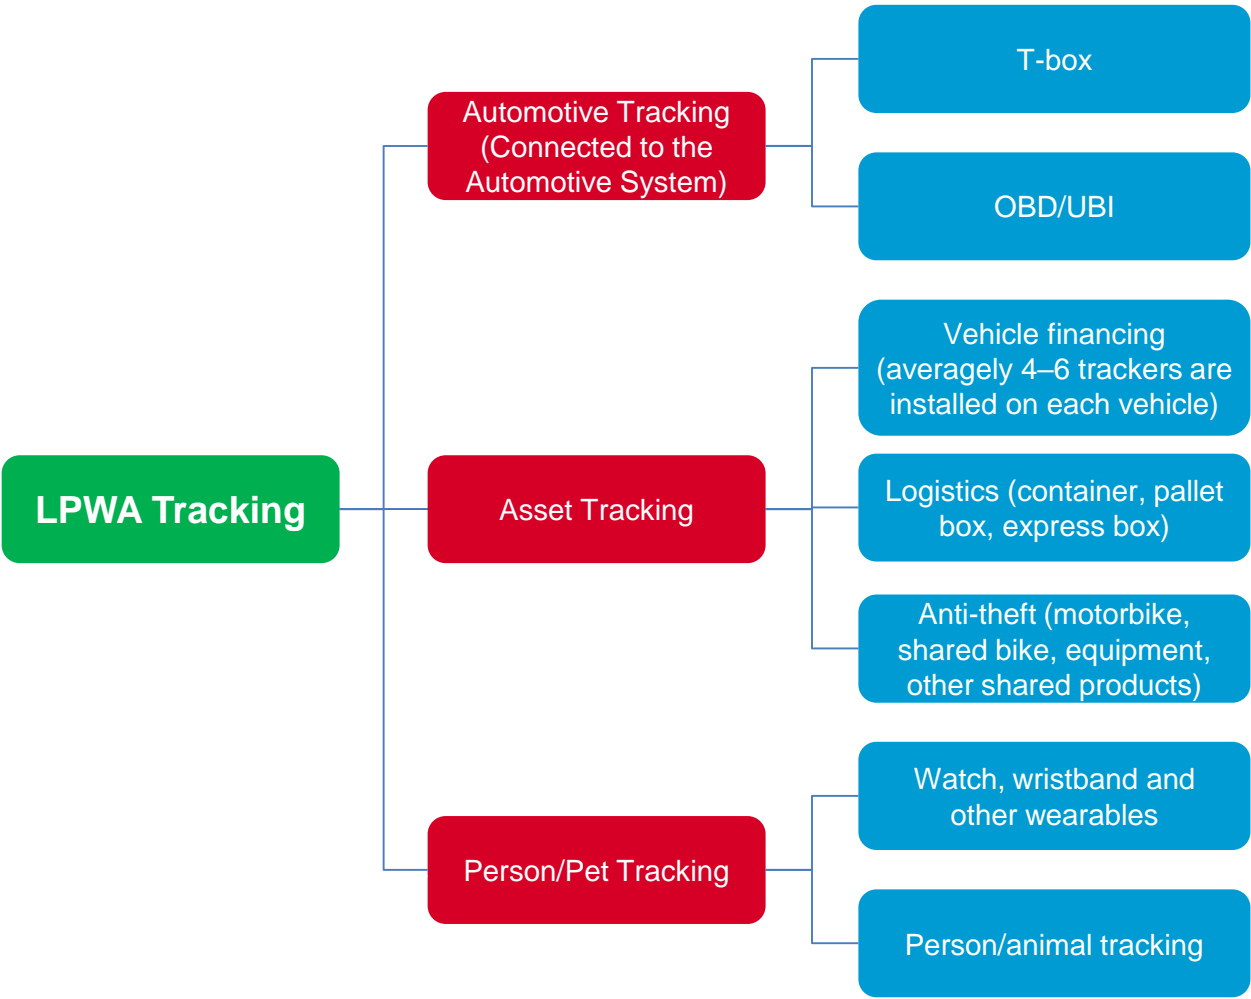 LPWA Tracking
Automotive Tracking
(Connected to the
Automotive System)
T-box
OBD/UBI
Asset Tracking
Vehicle financing
(averagely 4–6 trackers are
installed on each vehicle)
Logistics (container, pallet
box, express box)
Anti-theft (motorbike,
shared bike, equipment,
other shared products)
Person/Pet Tracking
Watch, wristband and
other wearables
Person/animal tracking